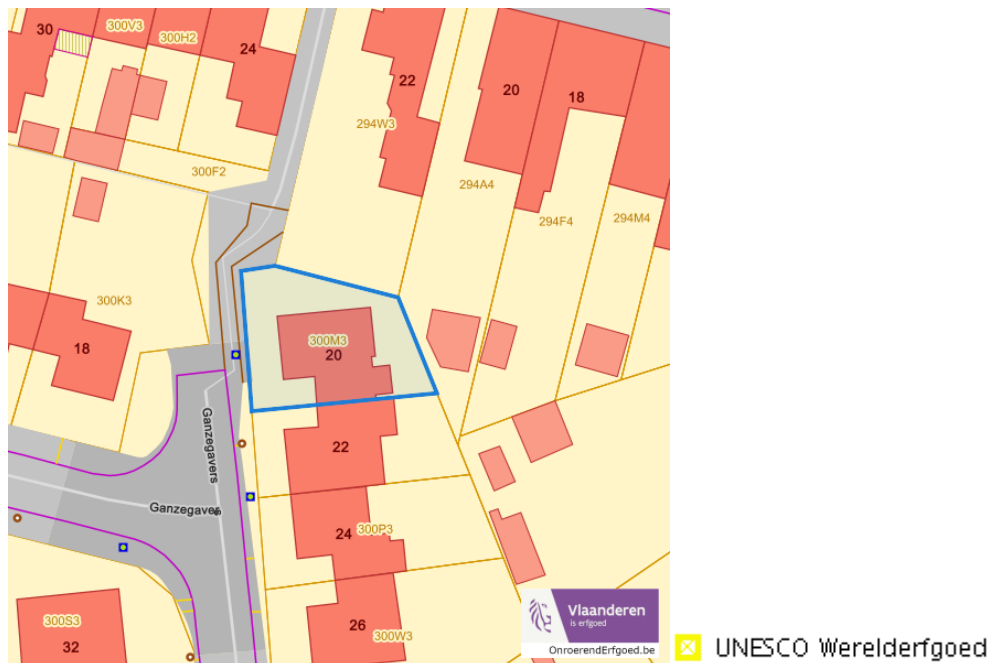 30
300V3
300H2
24
22
20
18
294W3
300F2
294A4
294F4
294M4
300K3
18
300M3
20
Ganzegavers
22
Ganzegavers
24
300P3
26
300W3
300S3
32
Vlaanderen
is erfgoed
OnroerendErfgoed.be
UNESCO Werelderfgoed